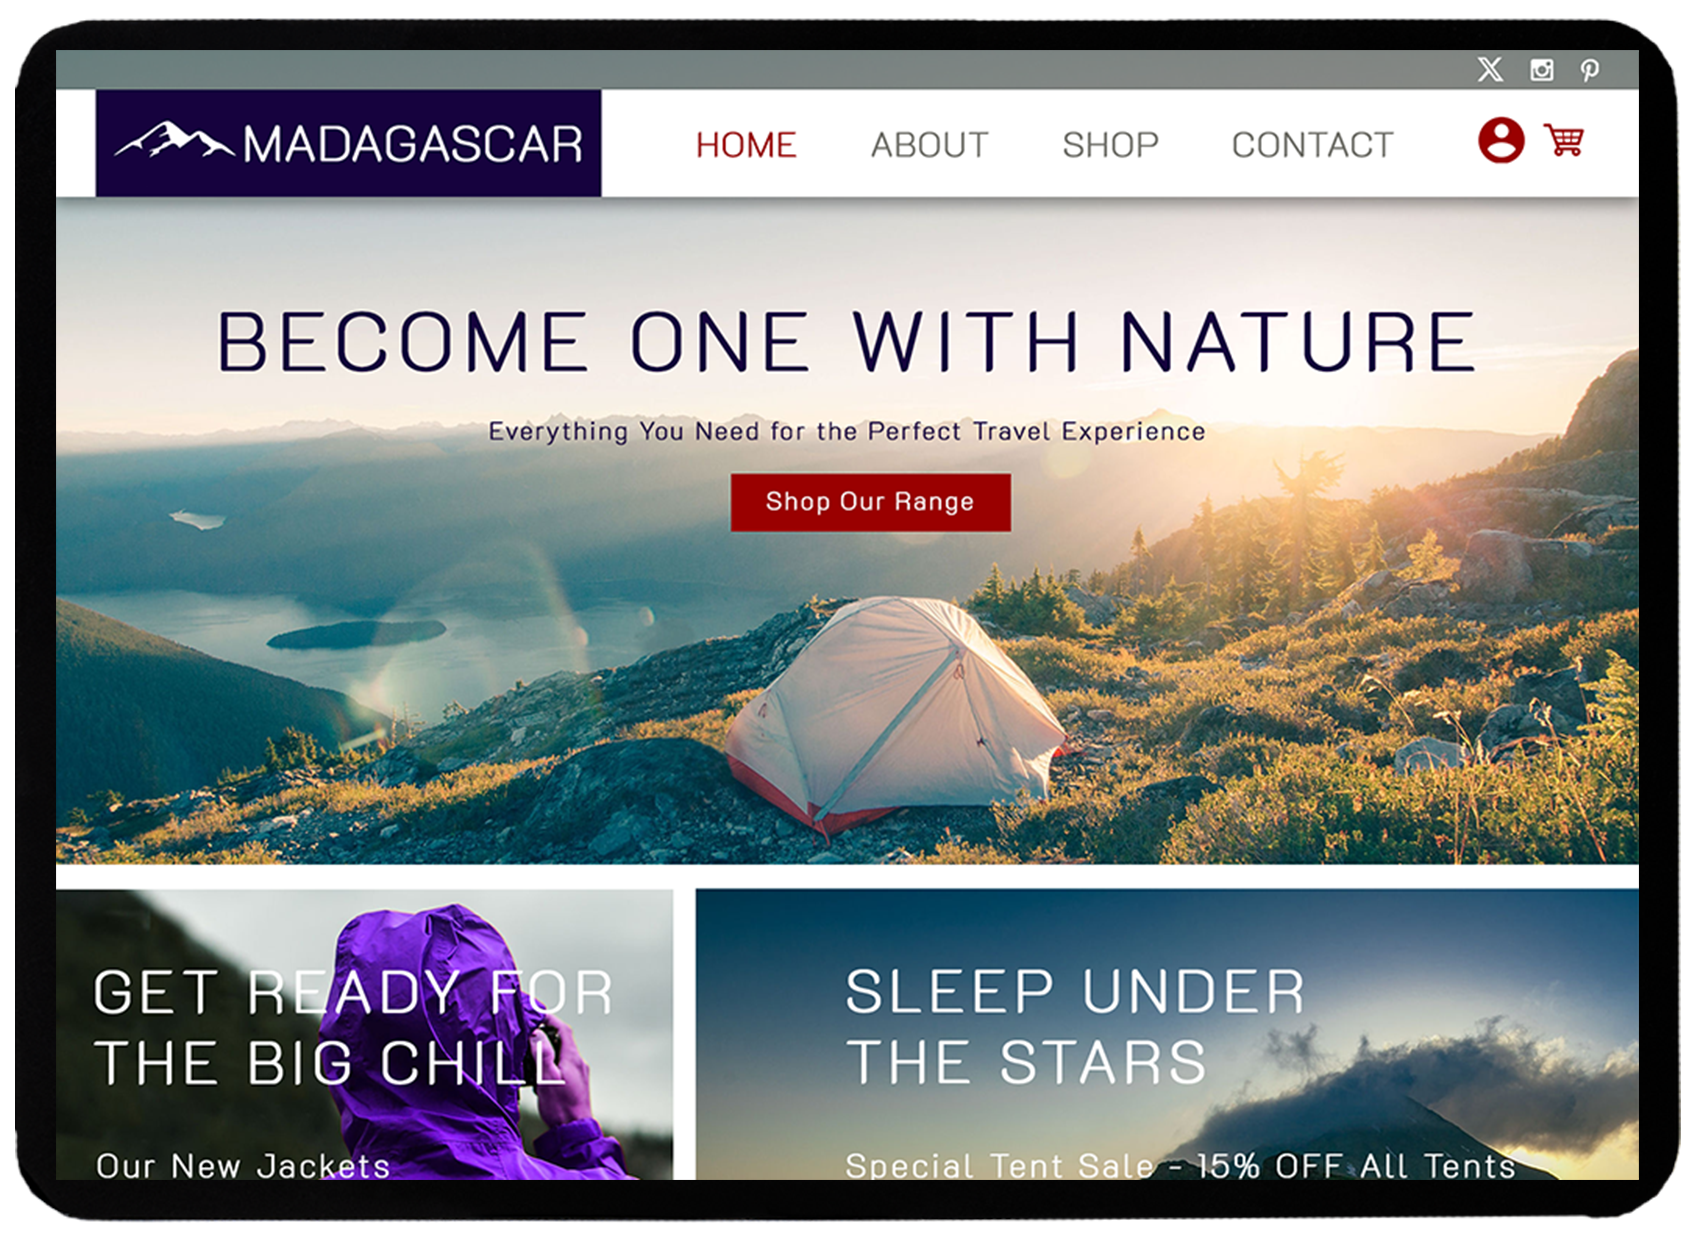 MADAGASCAR
HOME ABOUT SHOP CONTACT
BECOME ONE WITH NATURE
Everything You Need for the Perfect Travel Experience
Shop Our Range
GET READY FOR
THE BIG CHILL
Our New Jackets
SLEEP UNDER
THE STARS
Special Tent Sale - 15% OFF All Tents